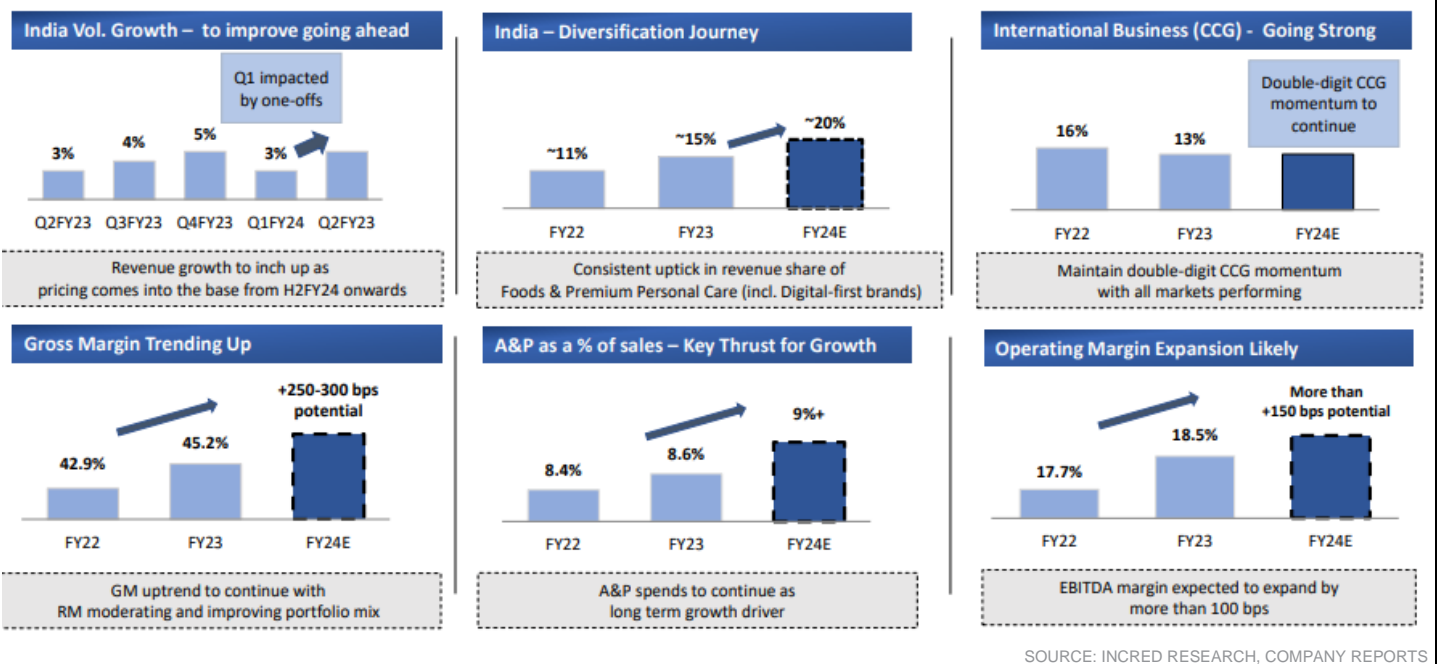 India Vol. Growth – to improve going ahead
Q1 impacted
by one-offs
3%
4%
5%
3%
Q2FY23 Q3FY23 Q4FY23 Q1FY24 Q2FY23
Revenue growth to inch up as
pricing comes into the base from H2FY24 onwards
India – Diversification Journey
~11%
~15%
~20%
FY22 FY23 FY24E
Consistent uptick in revenue share of
Foods & Premium Personal Care (incl. Digital-first brands)
International Business (CCG) - Going Strong
Double-digit CCG
momentum to
continue
16%
13%
FY22 FY23 FY24E
Maintain double-digit CCG momentum
with all markets performing
Gross Margin Trending Up
+250-300 bps
potential
42.9%
45.2%
FY22 FY23 FY24E
GM uptrend to continue with
RM moderating and improving portfolio mix
A&P as a % of sales – Key Thrust for Growth
8.4%
8.6%
9%+
FY22 FY23 FY24E
A&P spends to continue as
long term growth driver
Operating Margin Expansion Likely
More than
+150 bps potential
17.7%
18.5%
FY22 FY23 FY24E
EBITDA margin expected to expand by
more than 100 bps
SOURCE: INCRED RESEARCH, COMPANY REPORTS